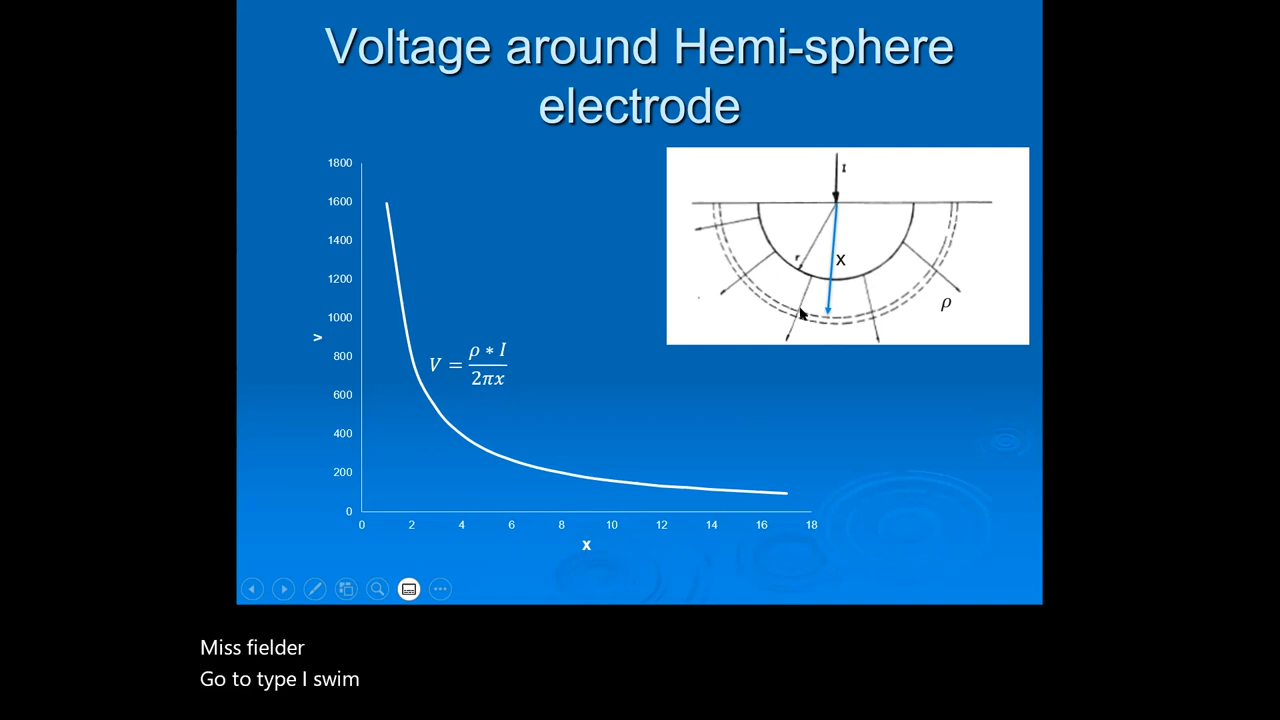 Voltage around Hemi-sphere
electrode
1800
1600
1400
1200
1000
800
600
400
200
0
V
V = ρ * I / 2πx
0 2 4 6 8 10 12 14 16 18
X
I
r
X
ρ
Miss fielder
Go to type I swim